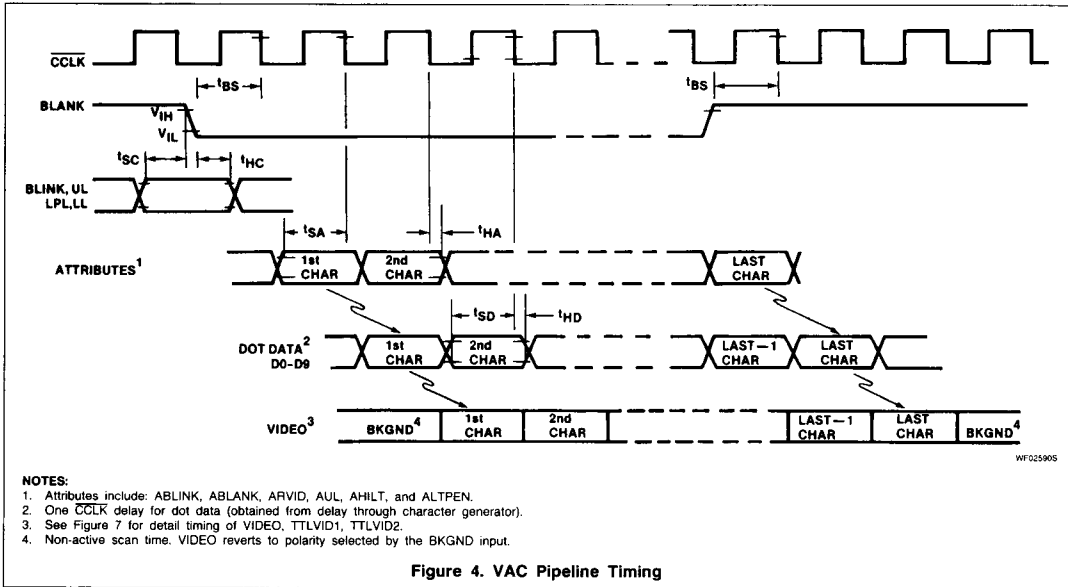 CCLK
tBS
tBS
BLANK
VIH
VIL
tSC
tHC
BLINK, UL
LPL,LL
tSA
tHA
ATTRIBUTES1
1st
CHAR
2nd
CHAR
LAST
CHAR
tSD
tHD
DOT DATA2
D0-D9
1st
CHAR
2nd
CHAR
LAST−1
CHAR
LAST
CHAR
VIDEO3
BKGND4
1st
CHAR
2nd
CHAR
LAST−1
CHAR
LAST
CHAR
BKGND4
WF02590S
NOTES:
1. Attributes include: ABLINK, ABLANK, ARVID, AUL, AHILT, and ALTPEN.
2. One CCLK delay for dot data (obtained from delay through character generator).
3. See Figure 7 for detail timing of VIDEO, TTLVID1, TTLVID2.
4. Non-active scan time. VIDEO reverts to polarity selected by the BKGND input.
Figure 4. VAC Pipeline Timing